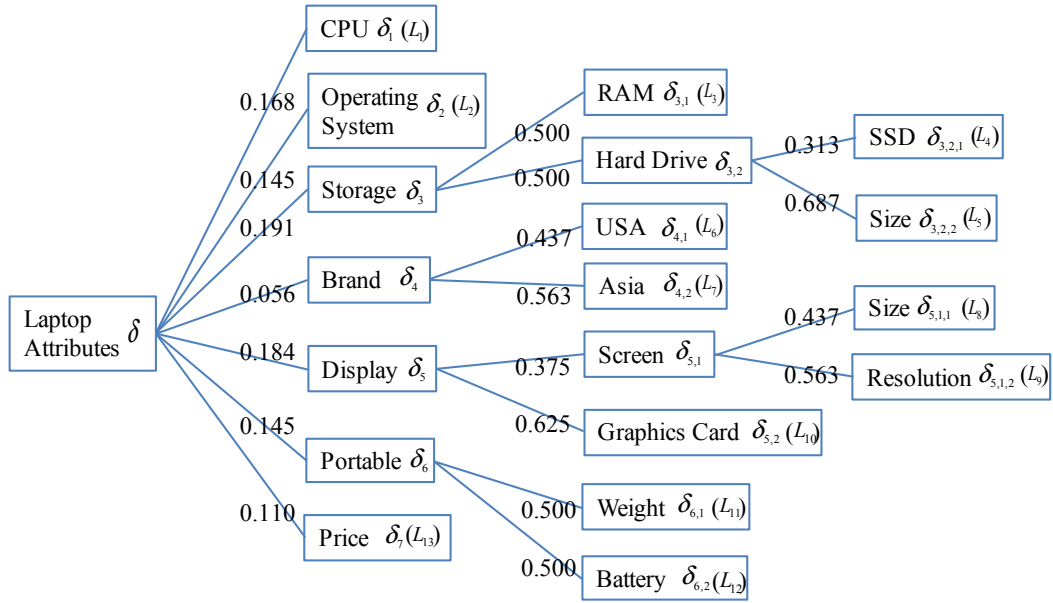 CPU δ₁ (L₁)
0.168
Operating System δ₂ (L₂)
0.145
Storage δ₃
0.191
Brand δ₄
0.056
Laptop Attributes δ
0.184
Display δ₅
0.145
Portable δ₆
0.110
Price δ₇(L₁₃)
0.500
RAM δ₃,₁ (L₃)
0.500
Hard Drive δ₃,₂
0.313
SSD δ₃,₂,₁ (L₄)
0.687
Size δ₃,₂,₂ (L₅)
0.437
USA δ₄,₁ (L₆)
0.563
Asia δ₄,₂ (L₇)
0.375
Screen δ₅,₁
0.437
Size δ₅,₁,₁ (L₈)
0.563
Resolution δ₅,₁,₂ (L₉)
0.625
Graphics Card δ₅,₂ (L₁₀)
0.500
Weight δ₆,₁ (L₁₁)
0.500
Battery δ₆,₂ (L₁₂)